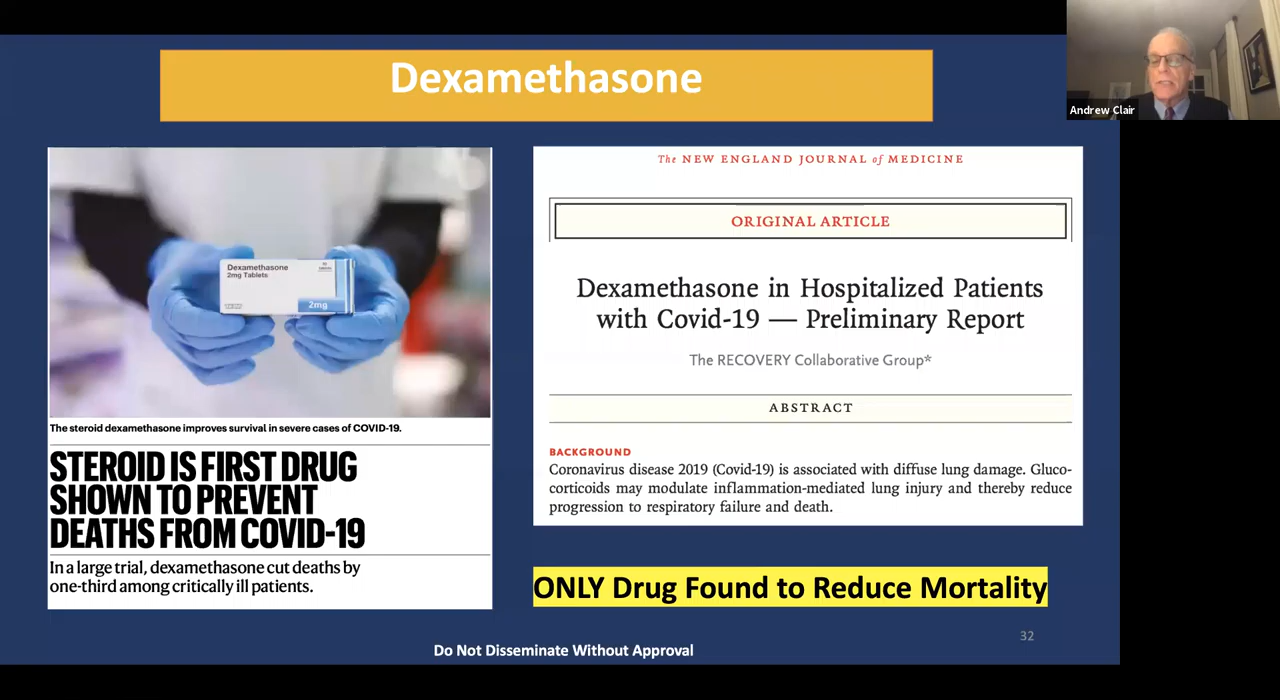 Dexamethasone
Andrew Clair
Dexamethasone
2mg Tablets
2mg
The steroid dexamethasone improves survival in severe cases of COVID-19.
STEROID IS FIRST DRUG
SHOWN TO PREVENT
DEATHS FROM COVID-19
In a large trial, dexamethasone cut deaths by
one-third among critically ill patients.
The NEW ENGLAND JOURNAL of MEDICINE
ORIGINAL ARTICLE
Dexamethasone in Hospitalized Patients
with Covid-19 — Preliminary Report
The RECOVERY Collaborative Group*
ABSTRACT
BACKGROUND
Coronavirus disease 2019 (Covid-19) is associated with diffuse lung damage. Gluco-
corticoids may modulate inflammation-mediated lung injury and thereby reduce
progression to respiratory failure and death.
ONLY Drug Found to Reduce Mortality
32
Do Not Disseminate Without Approval